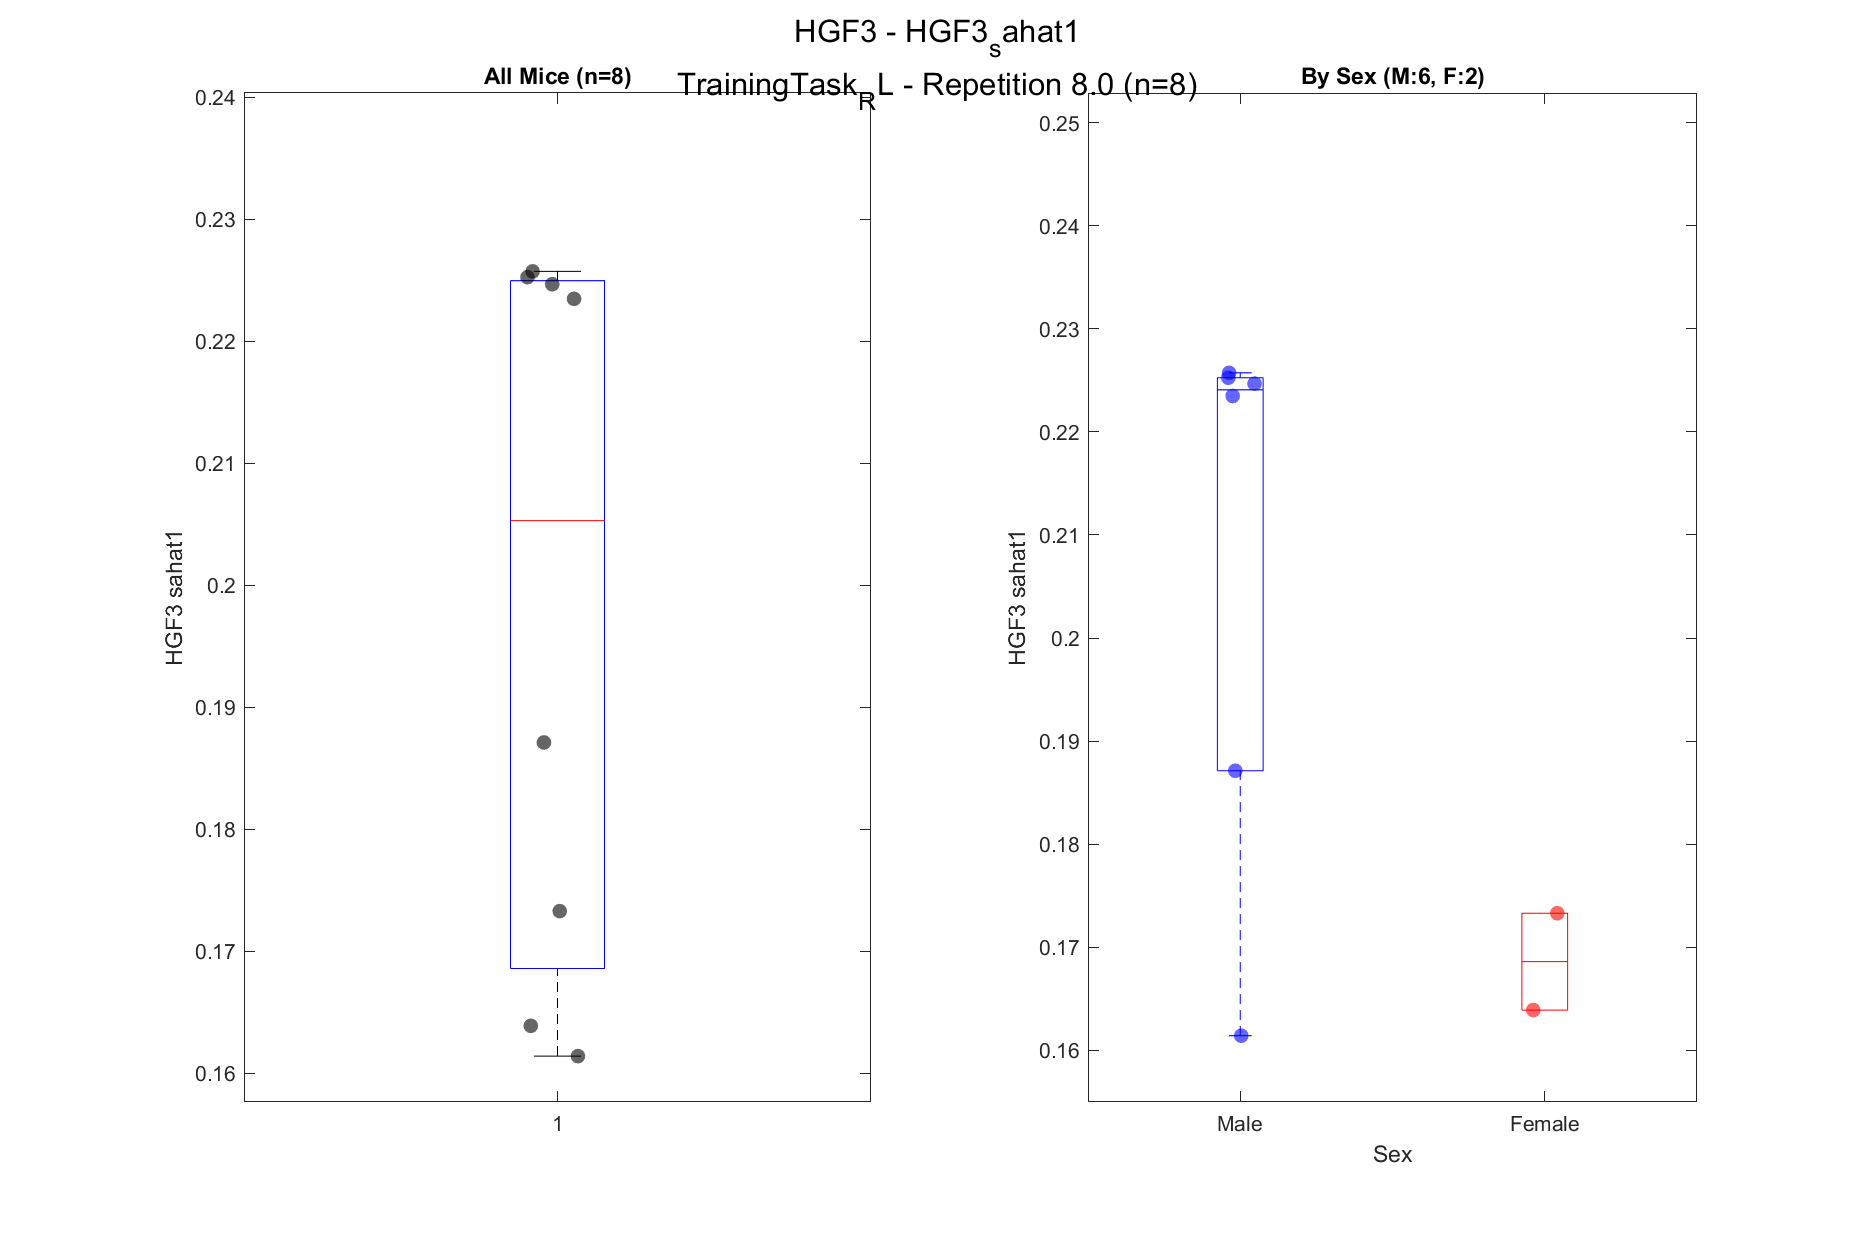 HGF3 - HGF3_sahat1
TrainingTask_RL - Repetition 8.0 (n=8)
All Mice (n=8)
0.24
0.23
0.22
0.21
0.2
0.19
0.18
0.17
0.16
HGF3 sahat1
1
By Sex (M:6, F:2)
0.25
0.24
0.23
0.22
0.21
0.2
0.19
0.18
0.17
0.16
HGF3 sahat1
Male Female
Sex